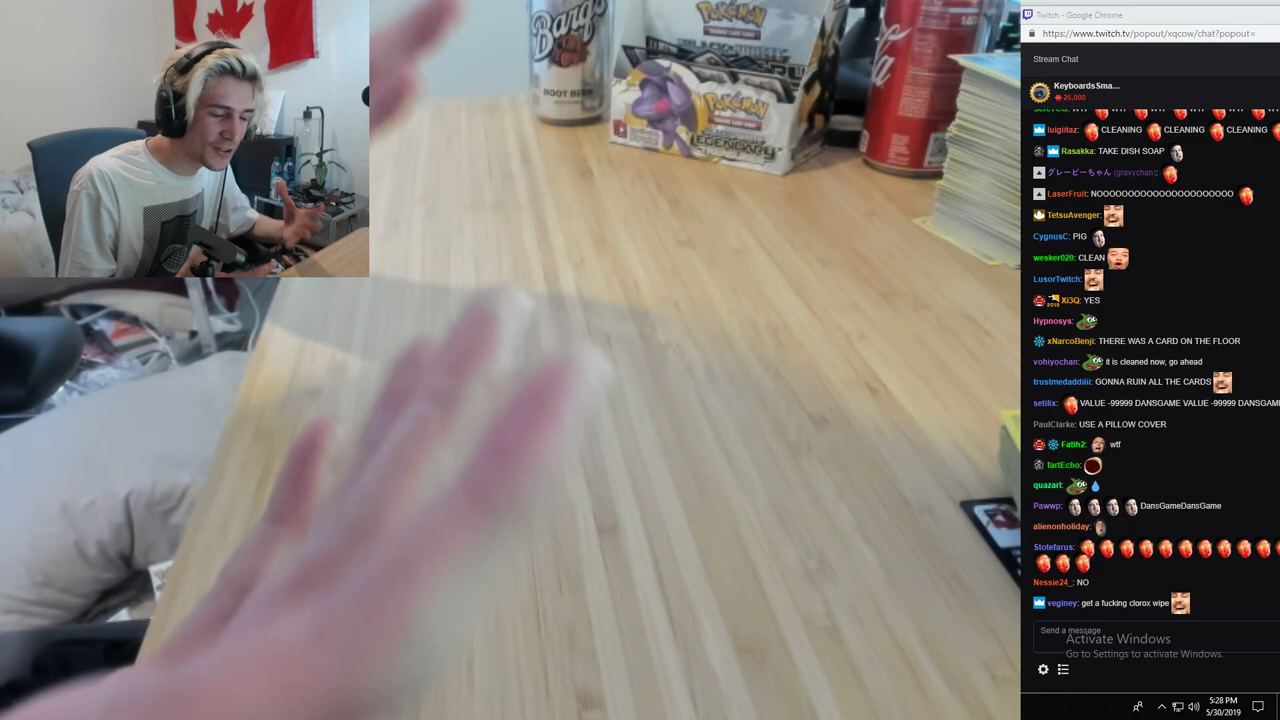 Barq's
ROOT BEER
Pokémon
Pokémon
LEGENDARY
Twitch - Google Chrome
https://www.twitch.tv/popout/xqcow/chat?popout=
Stream Chat
KeyboardsSma...
25,000
luigiitaz: CLEANING CLEANING CLEANING
Rasakka: TAKE DISH SOAP
グレービーちゃん (gravychan):
LaserFruit: NOOOOOOOOOOOOOOOOOOOOOOO
TetsuAvenger:
CygnusC: PIG
wesker020: CLEAN
LusorTwitch:
Xi3Q: YES
Hypnosys:
xNarcoBenji: THERE WAS A CARD ON THE FLOOR
vohiyochan: it is cleaned now, go ahead
trustmedaddiiii: GONNA RUIN ALL THE CARDS
setilix: VALUE -99999 DANSGAME VALUE -99999 DANSGAM
PaulClarke: USE A PILLOW COVER
Fatih2: wtf
fartEcho:
quazart:
Pawwp: DansGameDansGame
alienonholiday:
Stotefarus:
Nessie24_: NO
veginey: get a fucking clorox wipe
Send a message
Activate Windows
Go to Settings to activate Windows.
5:28 PM
5/30/2019